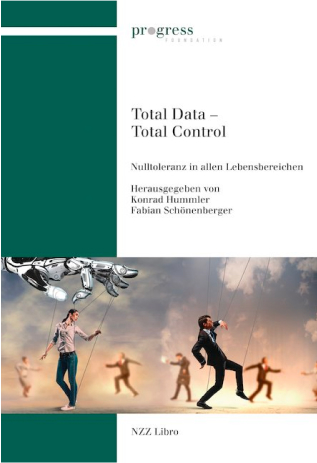 progress
FOUNDATION
Total Data –
Total Control
Nulltoleranz in allen Lebensbereichen
Herausgegeben von
Konrad Hummler
Fabian Schönenberger
NZZ Libro